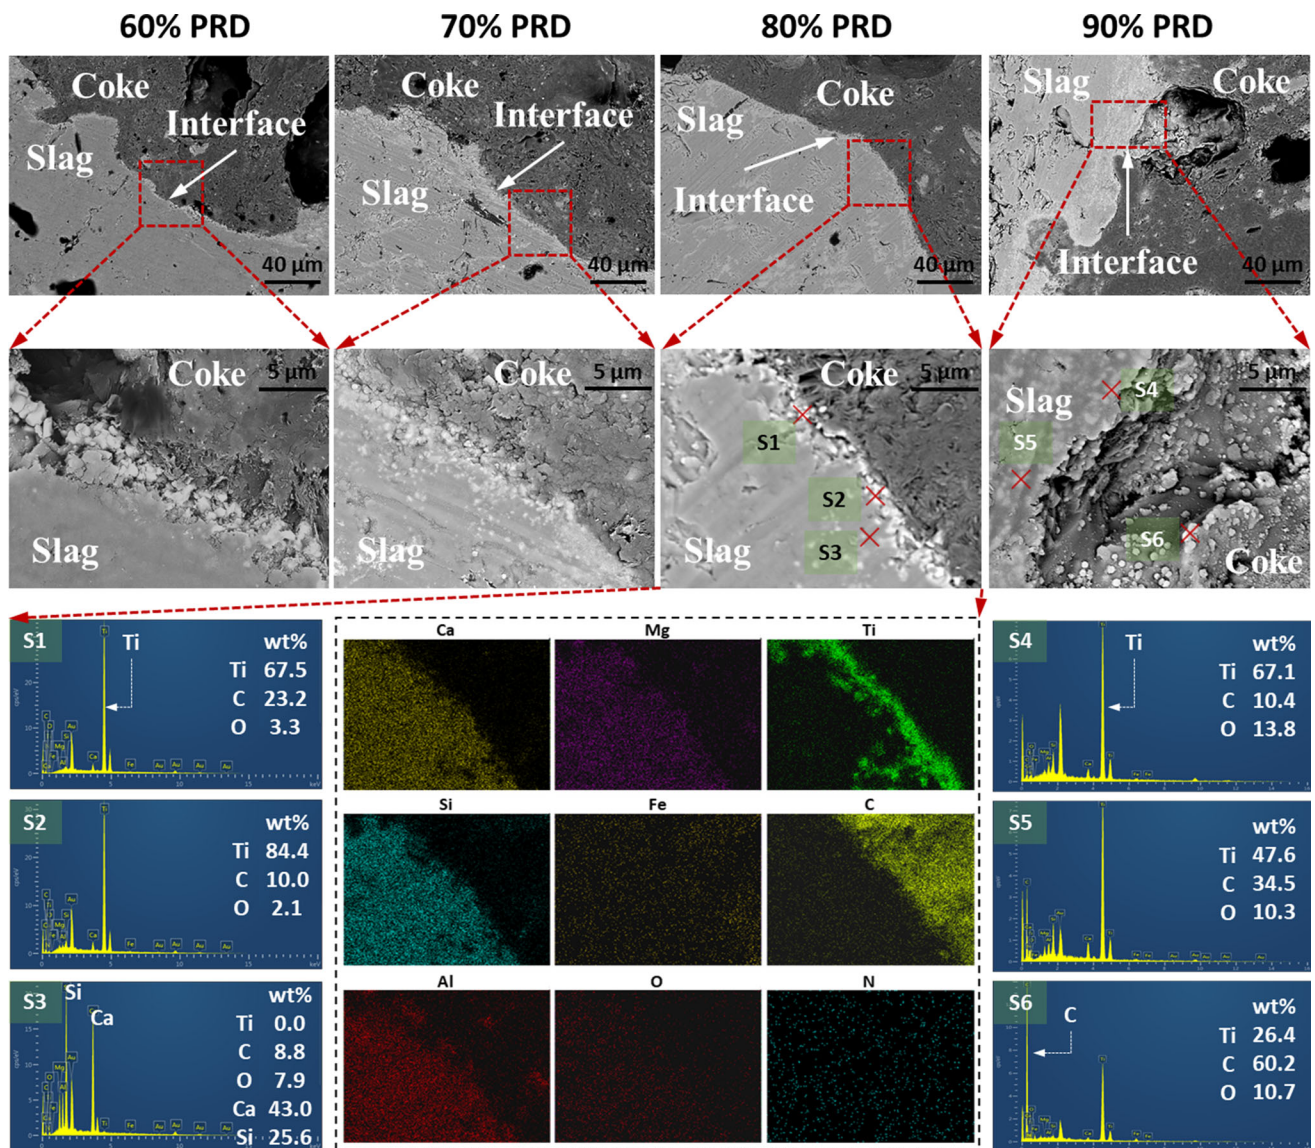 60% PRD
70% PRD
80% PRD
90% PRD
Coke
Interface
Slag
40 µm
Coke
Interface
Slag
40 µm
Coke
Slag
Interface
40 µm
Slag
Coke
Interface
40 µm
Coke
5 µm
Slag
Coke
5 µm
Slag
Coke
5 µm
S1
S2
S3
Slag
5 µm
S4
Slag
S5
S6
Coke
S1
Ti
wt%
Ti 67.5
C 23.2
O 3.3
S2
wt%
Ti 84.4
C 10.0
O 2.1
S3
Si
Ca
wt%
Ti 0.0
C 8.8
O 7.9
Ca 43.0
Si 25.6
Ca
Mg
Ti
Si
Fe
C
Al
O
N
S4
Ti
wt%
Ti 67.1
C 10.4
O 13.8
S5
wt%
Ti 47.6
C 34.5
O 10.3
S6
C
wt%
Ti 26.4
C 60.2
O 10.7